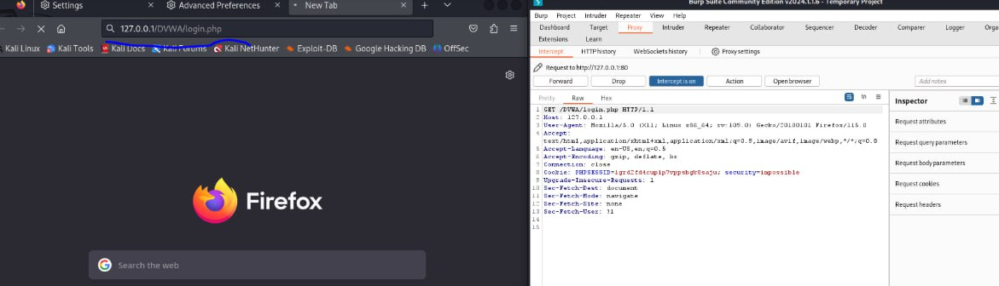 Settings
Advanced Preferences
New Tab
127.0.0.1/DVWA/login.php
Kali Linux Kali Tools Kali Docs Kali Forums Kali NetHunter Exploit-DB Google Hacking DB OffSec
Firefox
Search the web
Burp Suite Community Edition v2024.1.1.6 - Temporary Project
Burp Project Intruder Repeater View Help
Dashboard Target Proxy Intruder Repeater Collaborator Sequencer Decoder Comparer Logger
Extensions Learn
Intercept HTTP history WebSockets history Proxy settings
Request to http://127.0.0.1:80
Forward Drop Intercept is on Action Open browser Add notes
Pretty Raw Hex
\n
1 GET /DVWA/login.php HTTP/1.1
2 Host: 127.0.0.1
3 User-Agent: Mozilla/5.0 (X11; Linux x86_64; rv:109.0) Gecko/20100101 Firefox/115.0
4 Accept:
text/html,application/xhtml+xml,application/xml;q=0.9,image/avif,image/webp,*/*;q=0.8
5 Accept-Language: en-US,en;q=0.5
6 Accept-Encoding: gzip, deflate, br
7 Connection: close
8 Cookie: security=impossible
9 Upgrade-Insecure-Requests: 1
10 Sec-Fetch-Dest: document
11 Sec-Fetch-Mode: navigate
12 Sec-Fetch-Site: none
13 Sec-Fetch-User: ?1
14
15
Inspector
Request attributes
Request query parameters
Request body parameters
Request cookies
Request headers